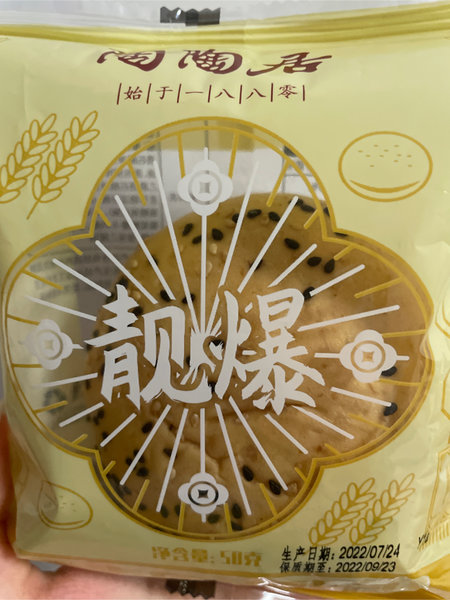 陶陶居
始于一八八零
靓爆
净含量:50克
生产日期:2022/07/24
保质期至:2022/09/23